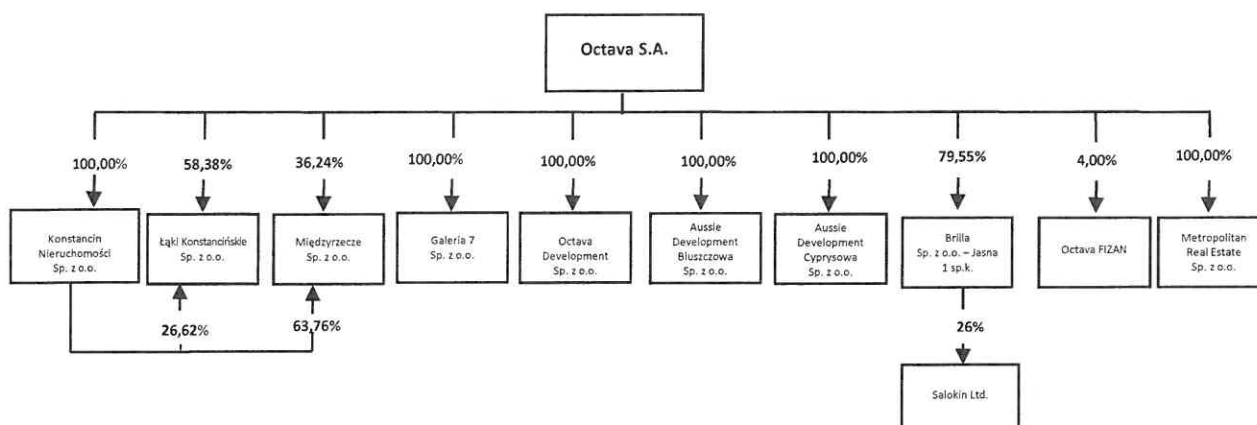 Octava S.A.
100,00%
58,38%
36,24%
100,00%
100,00%
100,00%
100,00%
79,55%
4,00%
100,00%
Konstancin
Nieruchomości
Sp. z o.o.
Łąki Konstancińskie
Sp. z o.o.
Międzyrzecze
Sp. z o.o.
Galeria 7
Sp. z o.o.
Octava
Development
Sp. z o.o.
Aussie
Development
Bluszczowa
Sp. z o.o.
Aussie
Development
Cyprysowa
Sp. z o.o.
Brilla
Sp. z o.o. – Jasna
1 sp.k.
Octava FIZAN
Metropolitan
Real Estate
Sp. z o.o.
26,62%
63,76%
26%
Salokin Ltd.